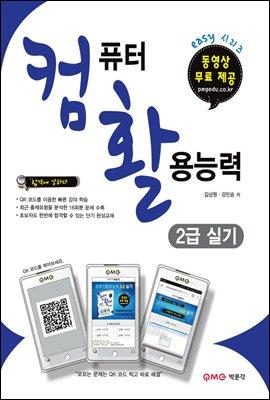 easy 시리즈
동영상
무료 제공
pmgedu.co.kr
컴퓨터
활용능력
김상원 · 강민송 저
합격에 강하다
• QR 코드를 이용한 빠른 강의 학습
• 최근 출제유형을 분석한 16회분 문제 수록
• 초보자도 한번에 합격할 수 있는 단기 완성교재
2급 실기
QR 코드를 찍어보세요.
PMG
PMG
PMG
"모르는 문제는 QR 코드 찍고 바로 해결"
PMG 박문각